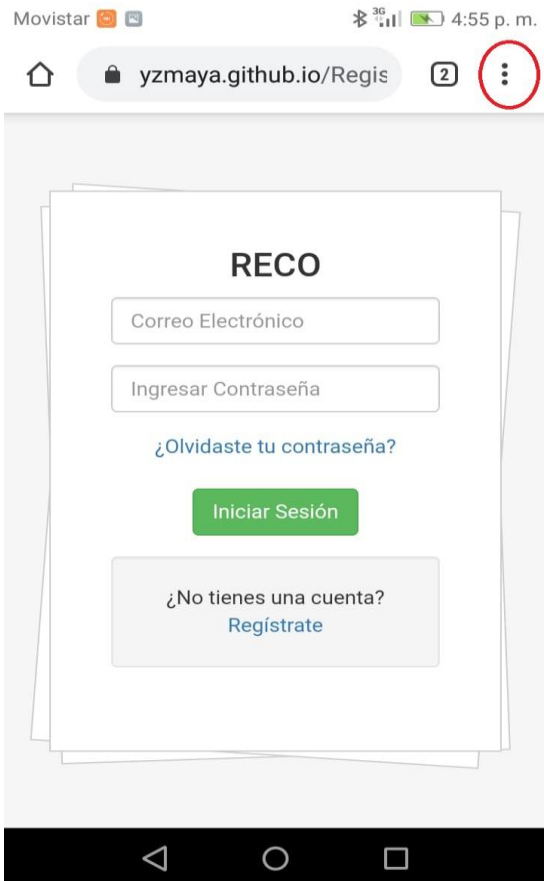 Movistar 3G 4:55 p. m.
yzmaya.github.io/Regis 2
RECO
Correo Electrónico
Ingresar Contraseña
¿Olvidaste tu contraseña?
Iniciar Sesión
¿No tienes una cuenta?
Regístrate